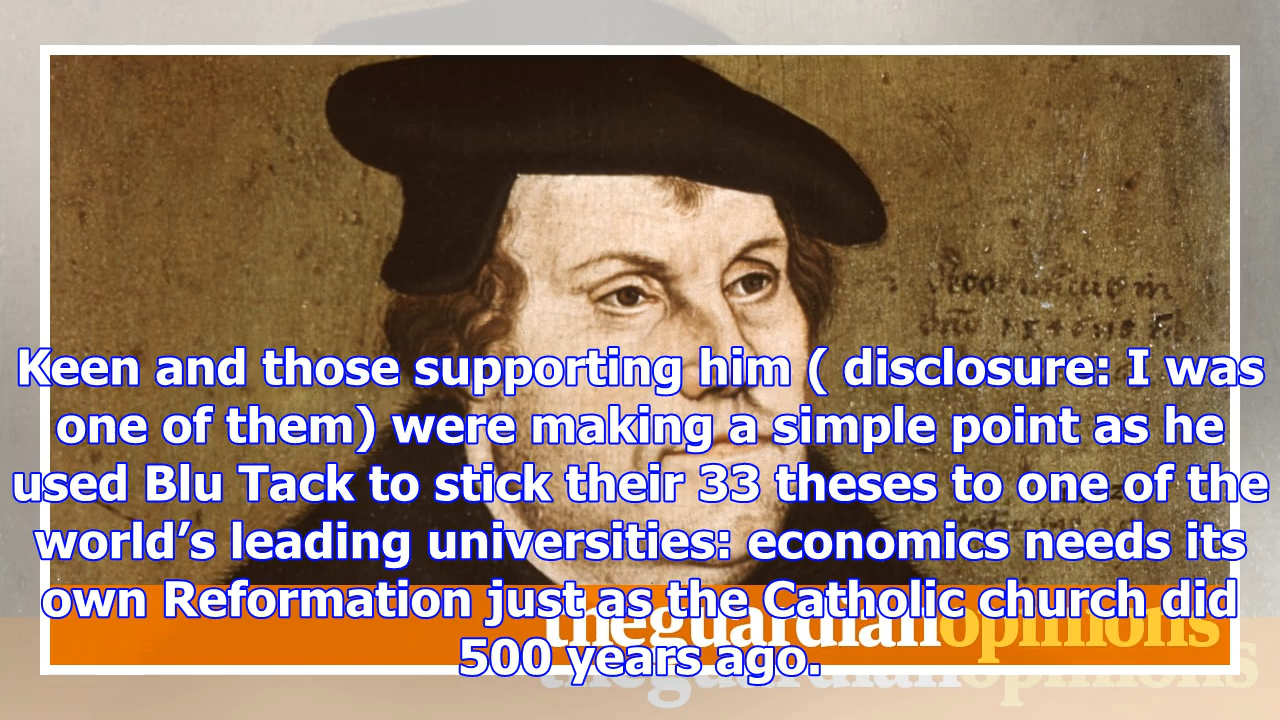 Keen and those supporting him ( disclosure: I was
one of them) were making a simple point as he
used Blu Tack to stick their 33 theses to one of the
world’s leading universities: economics needs its
own Reformation just as the Catholic church did
500 years ago.
theguardianopinions
theguardianopinions